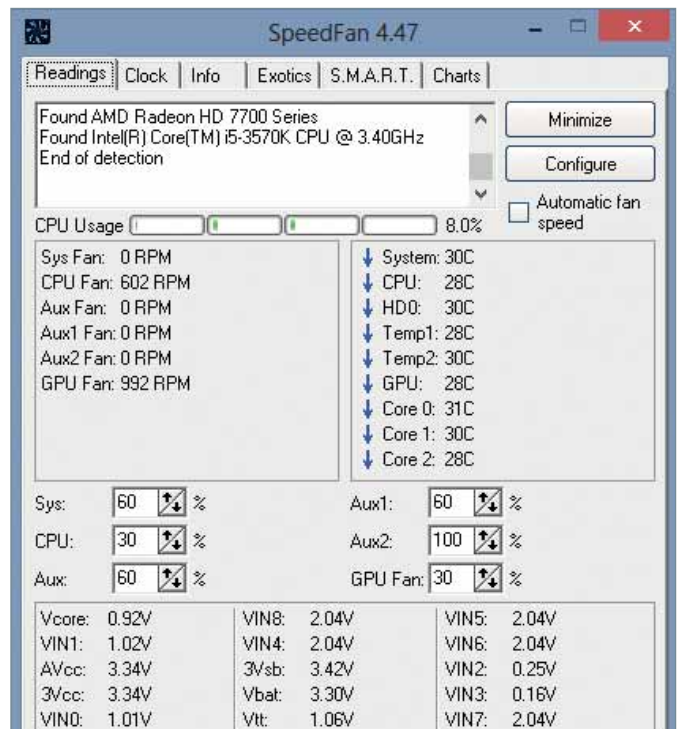 SpeedFan 4.47
Readings Clock Info Exotics S.M.A.R.T. Charts
Found AMD Radeon HD 7700 Series
Found Intel(R) Core(TM) i5-3570K CPU @ 3.40GHz
End of detection
Minimize
Configure
Automatic fan
speed
CPU Usage 8.0%
Sys Fan: 0 RPM
CPU Fan: 602 RPM
Aux Fan: 0 RPM
Aux1 Fan: 0 RPM
Aux2 Fan: 0 RPM
GPU Fan: 992 RPM
System: 30C
CPU: 28C
HD0: 30C
Temp1: 28C
Temp2: 30C
GPU: 28C
Core 0: 31C
Core 1: 30C
Core 2: 28C
Sys: 60 % Aux1: 60 %
CPU: 30 % Aux2: 100 %
Aux: 60 % GPU Fan: 30 %
Vcore: 0.92V VIN8: 2.04V VIN5: 2.04V
VIN1: 1.02V VIN4: 2.04V VIN6: 2.04V
AVcc: 3.34V 3Vsb: 3.42V VIN2: 0.25V
3Vcc: 3.34V Vbat: 3.30V VIN3: 0.16V
VIN0: 1.01V Vtt: 1.06V VIN7: 2.04V